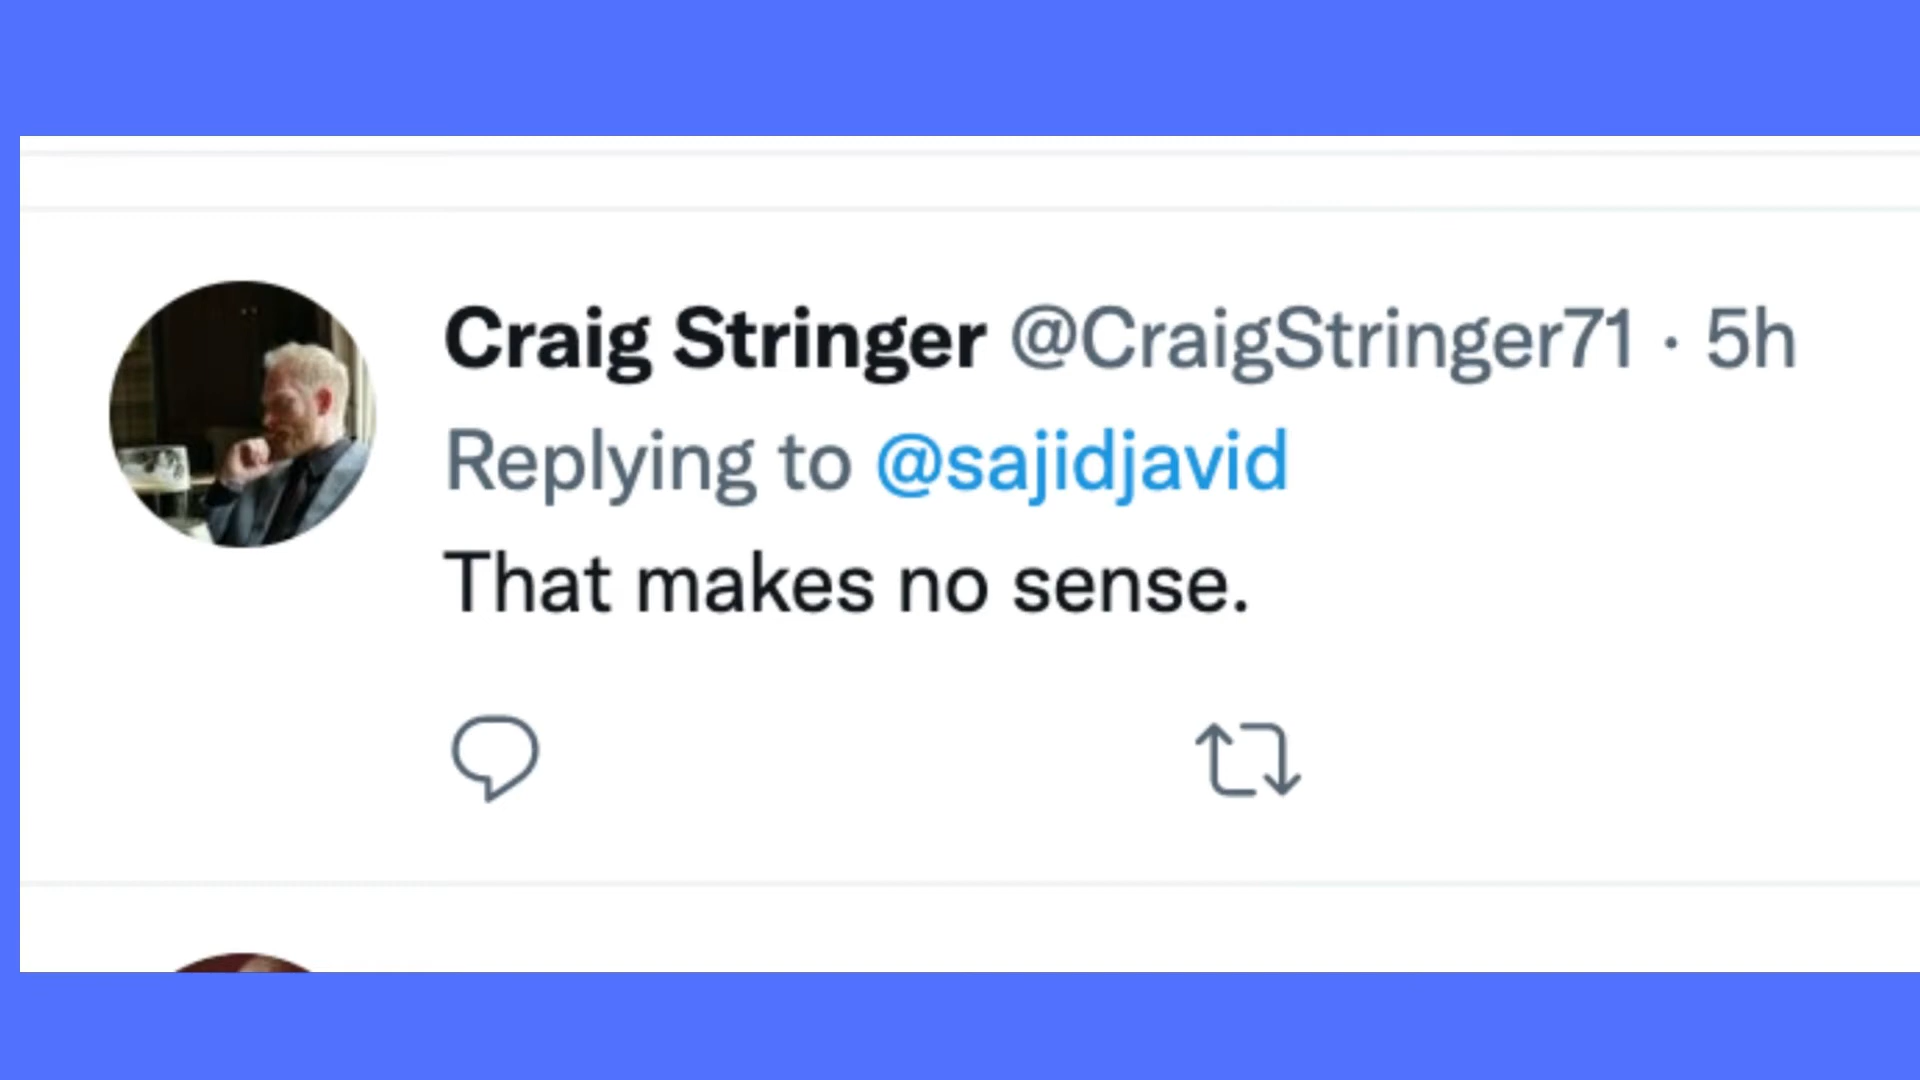 Craig Stringer @CraigStringer71 · 5h
Replying to @sajidjavid
That makes no sense.